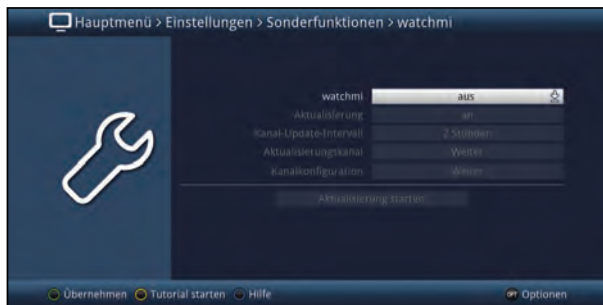 Hauptmenü > Einstellungen > Sonderfunktionen > watchmi
watchmi aus
Aktualisierung an
Kanal-Update-Intervall 2 Stunden
Aktualisierungskanal Weiter
Kanalkonfiguration Weiter
Aktualisierung starten
Übernehmen Tutorial starten Hilfe OPT Optionen